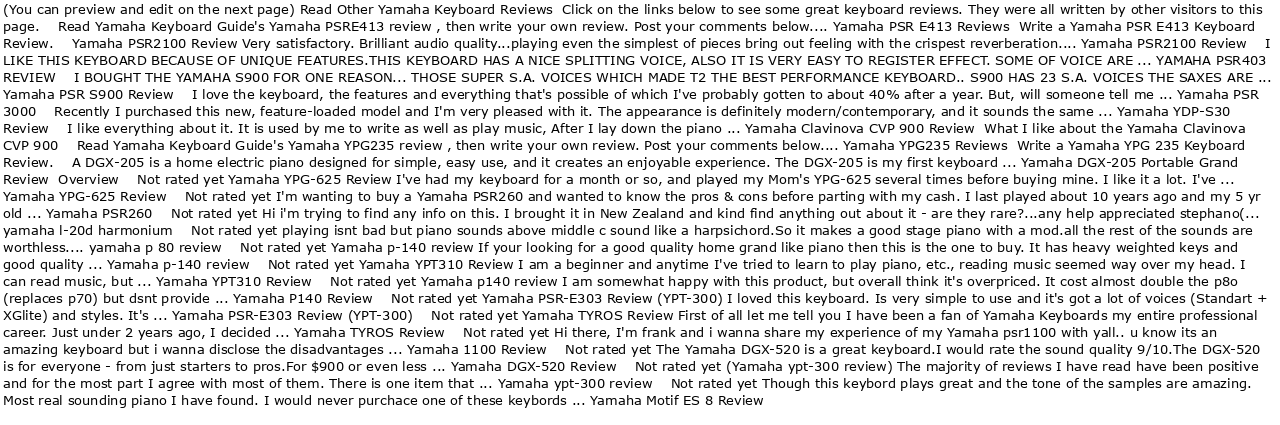 (You can preview and edit on the next page) Read Other Yamaha Keyboard Reviews  Click on the links below to see some great keyboard reviews. They were all written by other visitors to this
page.    Read Yamaha Keyboard Guide's Yamaha PSRE413 review , then write your own review. Post your comments below.... Yamaha PSR E413 Reviews  Write a Yamaha PSR E413 Keyboard
Review.    Yamaha PSR2100 Review Very satisfactory. Brilliant audio quality...playing even the simplest of pieces bring out feeling with the crispest reverberation.... Yamaha PSR2100 Review    I
LIKE THIS KEYBOARD BECAUSE OF UNIQUE FEATURES.THIS KEYBOARD HAS A NICE SPLITTING VOICE, ALSO IT IS VERY EASY TO REGISTER EFFECT. SOME OF VOICE ARE ... YAMAHA PSR403
REVIEW    I BOUGHT THE YAMAHA S900 FOR ONE REASON... THOSE SUPER S.A. VOICES WHICH MADE T2 THE BEST PERFORMANCE KEYBOARD.. S900 HAS 23 S.A. VOICES THE SAXES ARE ...
Yamaha PSR S900 Review    I love the keyboard, the features and everything that's possible of which I've probably gotten to about 40% after a year. But, will someone tell me ... Yamaha PSR
3000    Recently I purchased this new, feature-loaded model and I'm very pleased with it. The appearance is definitely modern/contemporary, and it sounds the same ... Yamaha YDP-S30
Review    I like everything about it. It is used by me to write as well as play music, After I lay down the piano ... Yamaha Clavinova CVP 900 Review  What I like about the Yamaha Clavinova
CVP 900    Read Yamaha Keyboard Guide's Yamaha YPG235 review , then write your own review. Post your comments below.... Yamaha YPG235 Reviews  Write a Yamaha YPG 235 Keyboard
Review.    A DGX-205 is a home electric piano designed for simple, easy use, and it creates an enjoyable experience. The DGX-205 is my first keyboard ... Yamaha DGX-205 Portable Grand
Review  Overview    Not rated yet Yamaha YPG-625 Review I've had my keyboard for a month or so, and played my Mom's YPG-625 several times before buying mine. I like it a lot. I've ...
Yamaha YPG-625 Review    Not rated yet I'm wanting to buy a Yamaha PSR260 and wanted to know the pros & cons before parting with my cash. I last played about 10 years ago and my 5 yr
old ... Yamaha PSR260    Not rated yet Hi i'm trying to find any info on this. I brought it in New Zealand and kind find anything out about it - are they rare?...any help appreciated stephano(...
yamaha l-20d harmonium    Not rated yet playing isnt bad but piano sounds above middle c sound like a harpsichord.So it makes a good stage piano with a mod.all the rest of the sounds are
worthless.... yamaha p 80 review    Not rated yet Yamaha p-140 review If your looking for a good quality home grand like piano then this is the one to buy. It has heavy weighted keys and
good quality ... Yamaha p-140 review    Not rated yet Yamaha YPT310 Review I am a beginner and anytime I've tried to learn to play piano, etc., reading music seemed way over my head. I
can read music, but ... Yamaha YPT310 Review    Not rated yet Yamaha p140 review I am somewhat happy with this product, but overall think it's overpriced. It cost almost double the p8o
(replaces p70) but dsnt provide ... Yamaha P140 Review    Not rated yet Yamaha PSR-E303 Review (YPT-300) I loved this keyboard. Is very simple to use and it's got a lot of voices (Standart +
XGlite) and styles. It's ... Yamaha PSR-E303 Review (YPT-300)    Not rated yet Yamaha TYROS Review First of all let me tell you I have been a fan of Yamaha Keyboards my entire professional
career. Just under 2 years ago, I decided ... Yamaha TYROS Review    Not rated yet Hi there, I'm frank and i wanna share my experience of my Yamaha psr1100 with yall.. u know its an
amazing keyboard but i wanna disclose the disadvantages ... Yamaha 1100 Review    Not rated yet The Yamaha DGX-520 is a great keyboard.I would rate the sound quality 9/10.The DGX-520
is for everyone - from just starters to pros.For $900 or even less ... Yamaha DGX-520 Review    Not rated yet (Yamaha ypt-300 review) The majority of reviews I have read have been positive
and for the most part I agree with most of them. There is one item that ... Yamaha ypt-300 review    Not rated yet Though this keybord plays great and the tone of the samples are amazing.
Most real sounding piano I have found. I would never purchace one of these keybords ... Yamaha Motif ES 8 Review